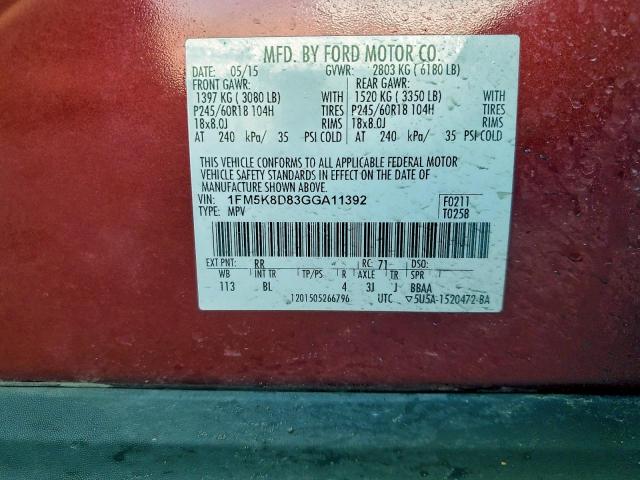 MFD. BY FORD MOTOR CO.
DATE: 05/15 GVWR: 2803 KG ( 6180 LB)
FRONT GAWR: REAR GAWR:
1397 KG ( 3080 LB) WITH 1520 KG ( 3350 LB) WITH
P245/60R18 104H TIRES P245/60R18 104H TIRES
18x8.0J RIMS 18x8.0J RIMS
AT 240 kPa/ 35 PSI COLD AT 240 kPa/ 35 PSI COLD
THIS VEHICLE CONFORMS TO ALL APPLICABLE FEDERAL MOTOR
VEHICLE SAFETY STANDARDS IN EFFECT ON THE DATE OF
MANUFACTURE SHOWN ABOVE.
VIN: 1FM5K8D83GGA11392 F0211
TYPE: MPV T0258
EXT PNT: RR RC: 71 DSO:
WB INT TR TP/PS R AXLE TR SPR
113 BL 4 3J J BBAA
1201505266796 UTC ▽5U5A-1520472-BA